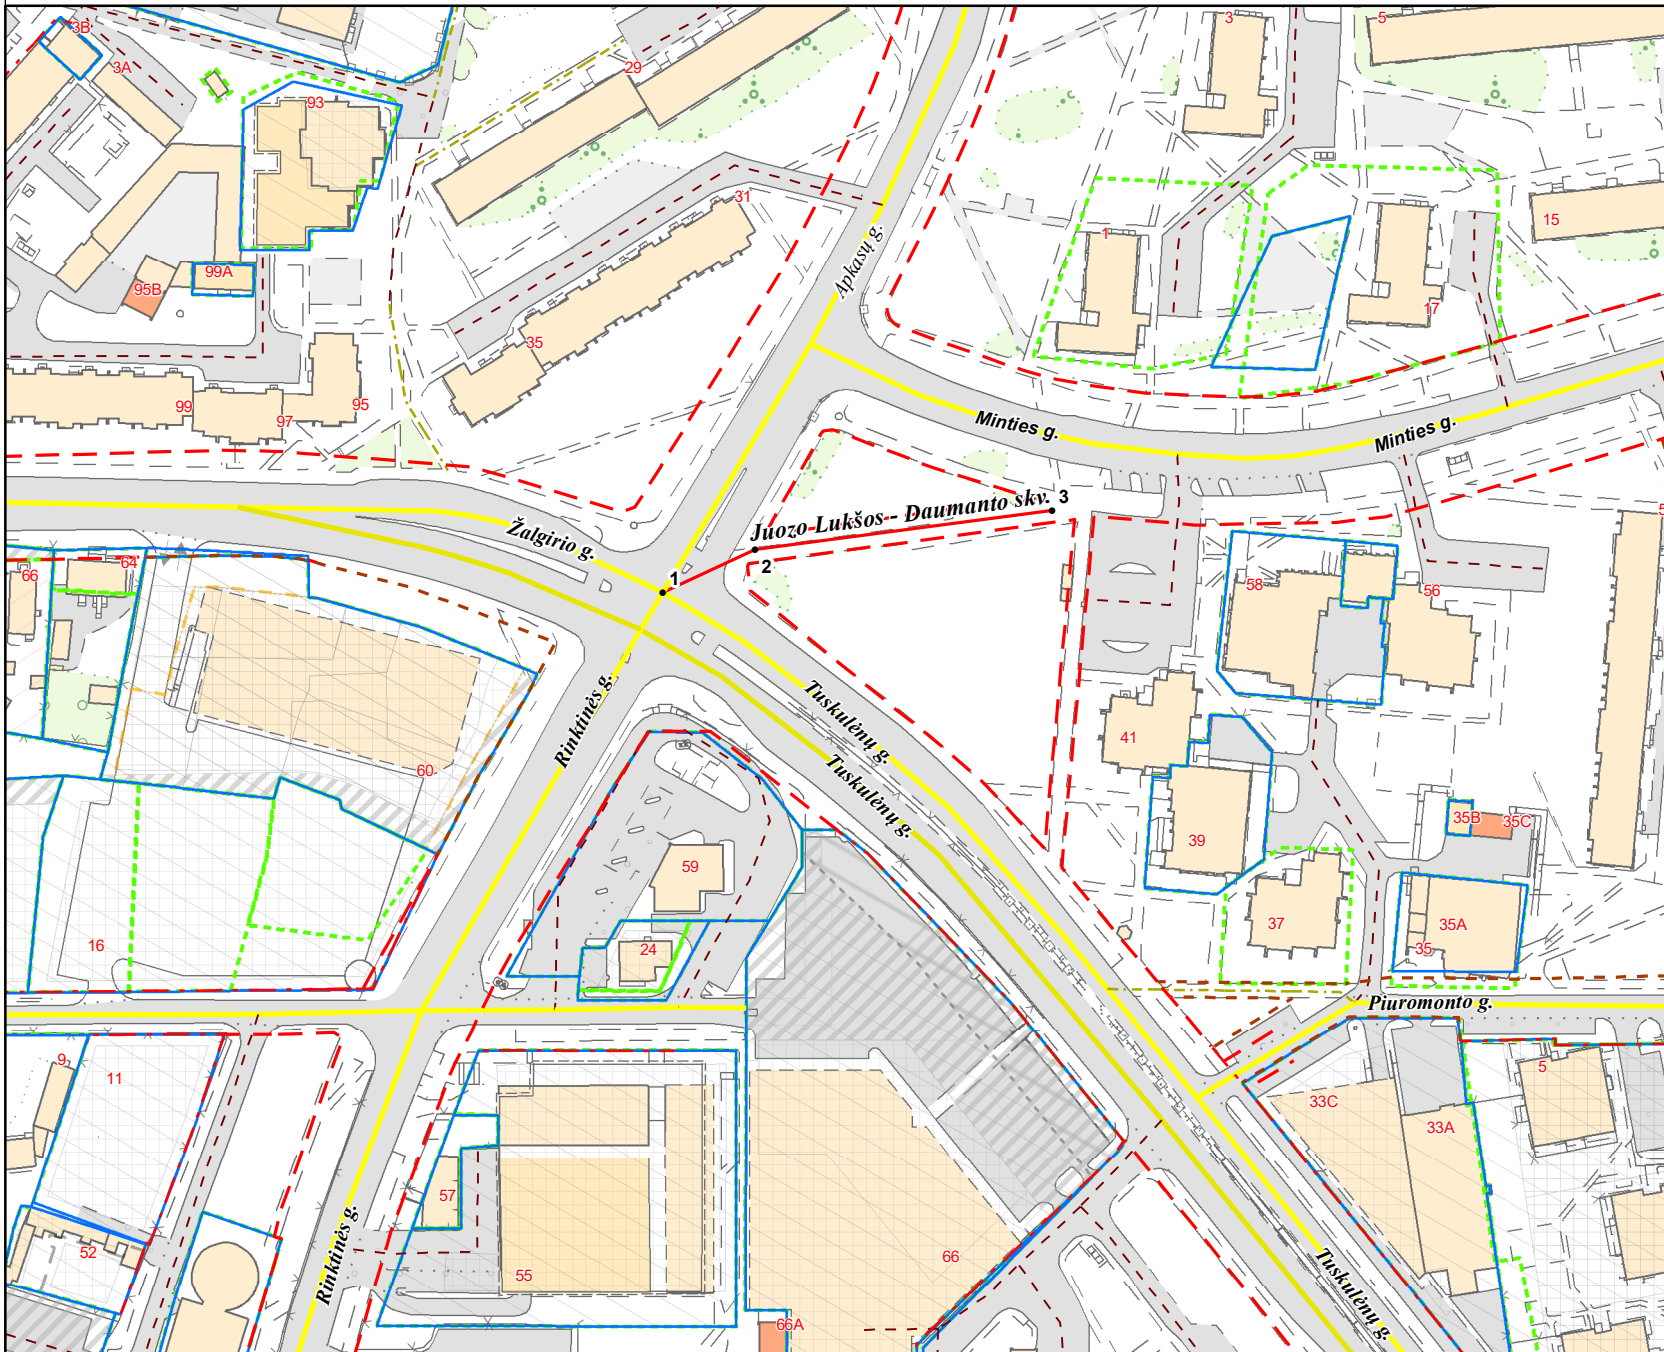 3B
3A
93
29
3
5
31
1
15
17
99A
95B
Apkasų g.
35
99
97
95
Minties g.
Minties g.
Juozo Lukšos - Daumanto skv. 3
Žalgirio g.
2
1
66
64
58
56
Rinktinės g.
Tuskulėnų g.
Tuskulėnų g.
41
60
39
35B
35C
59
37
35A
35
16
24
Piuromonto g.
9
11
5
33C
33A
57
52
55
66
66A
Rinktinės g.
Tuskulėnų g.